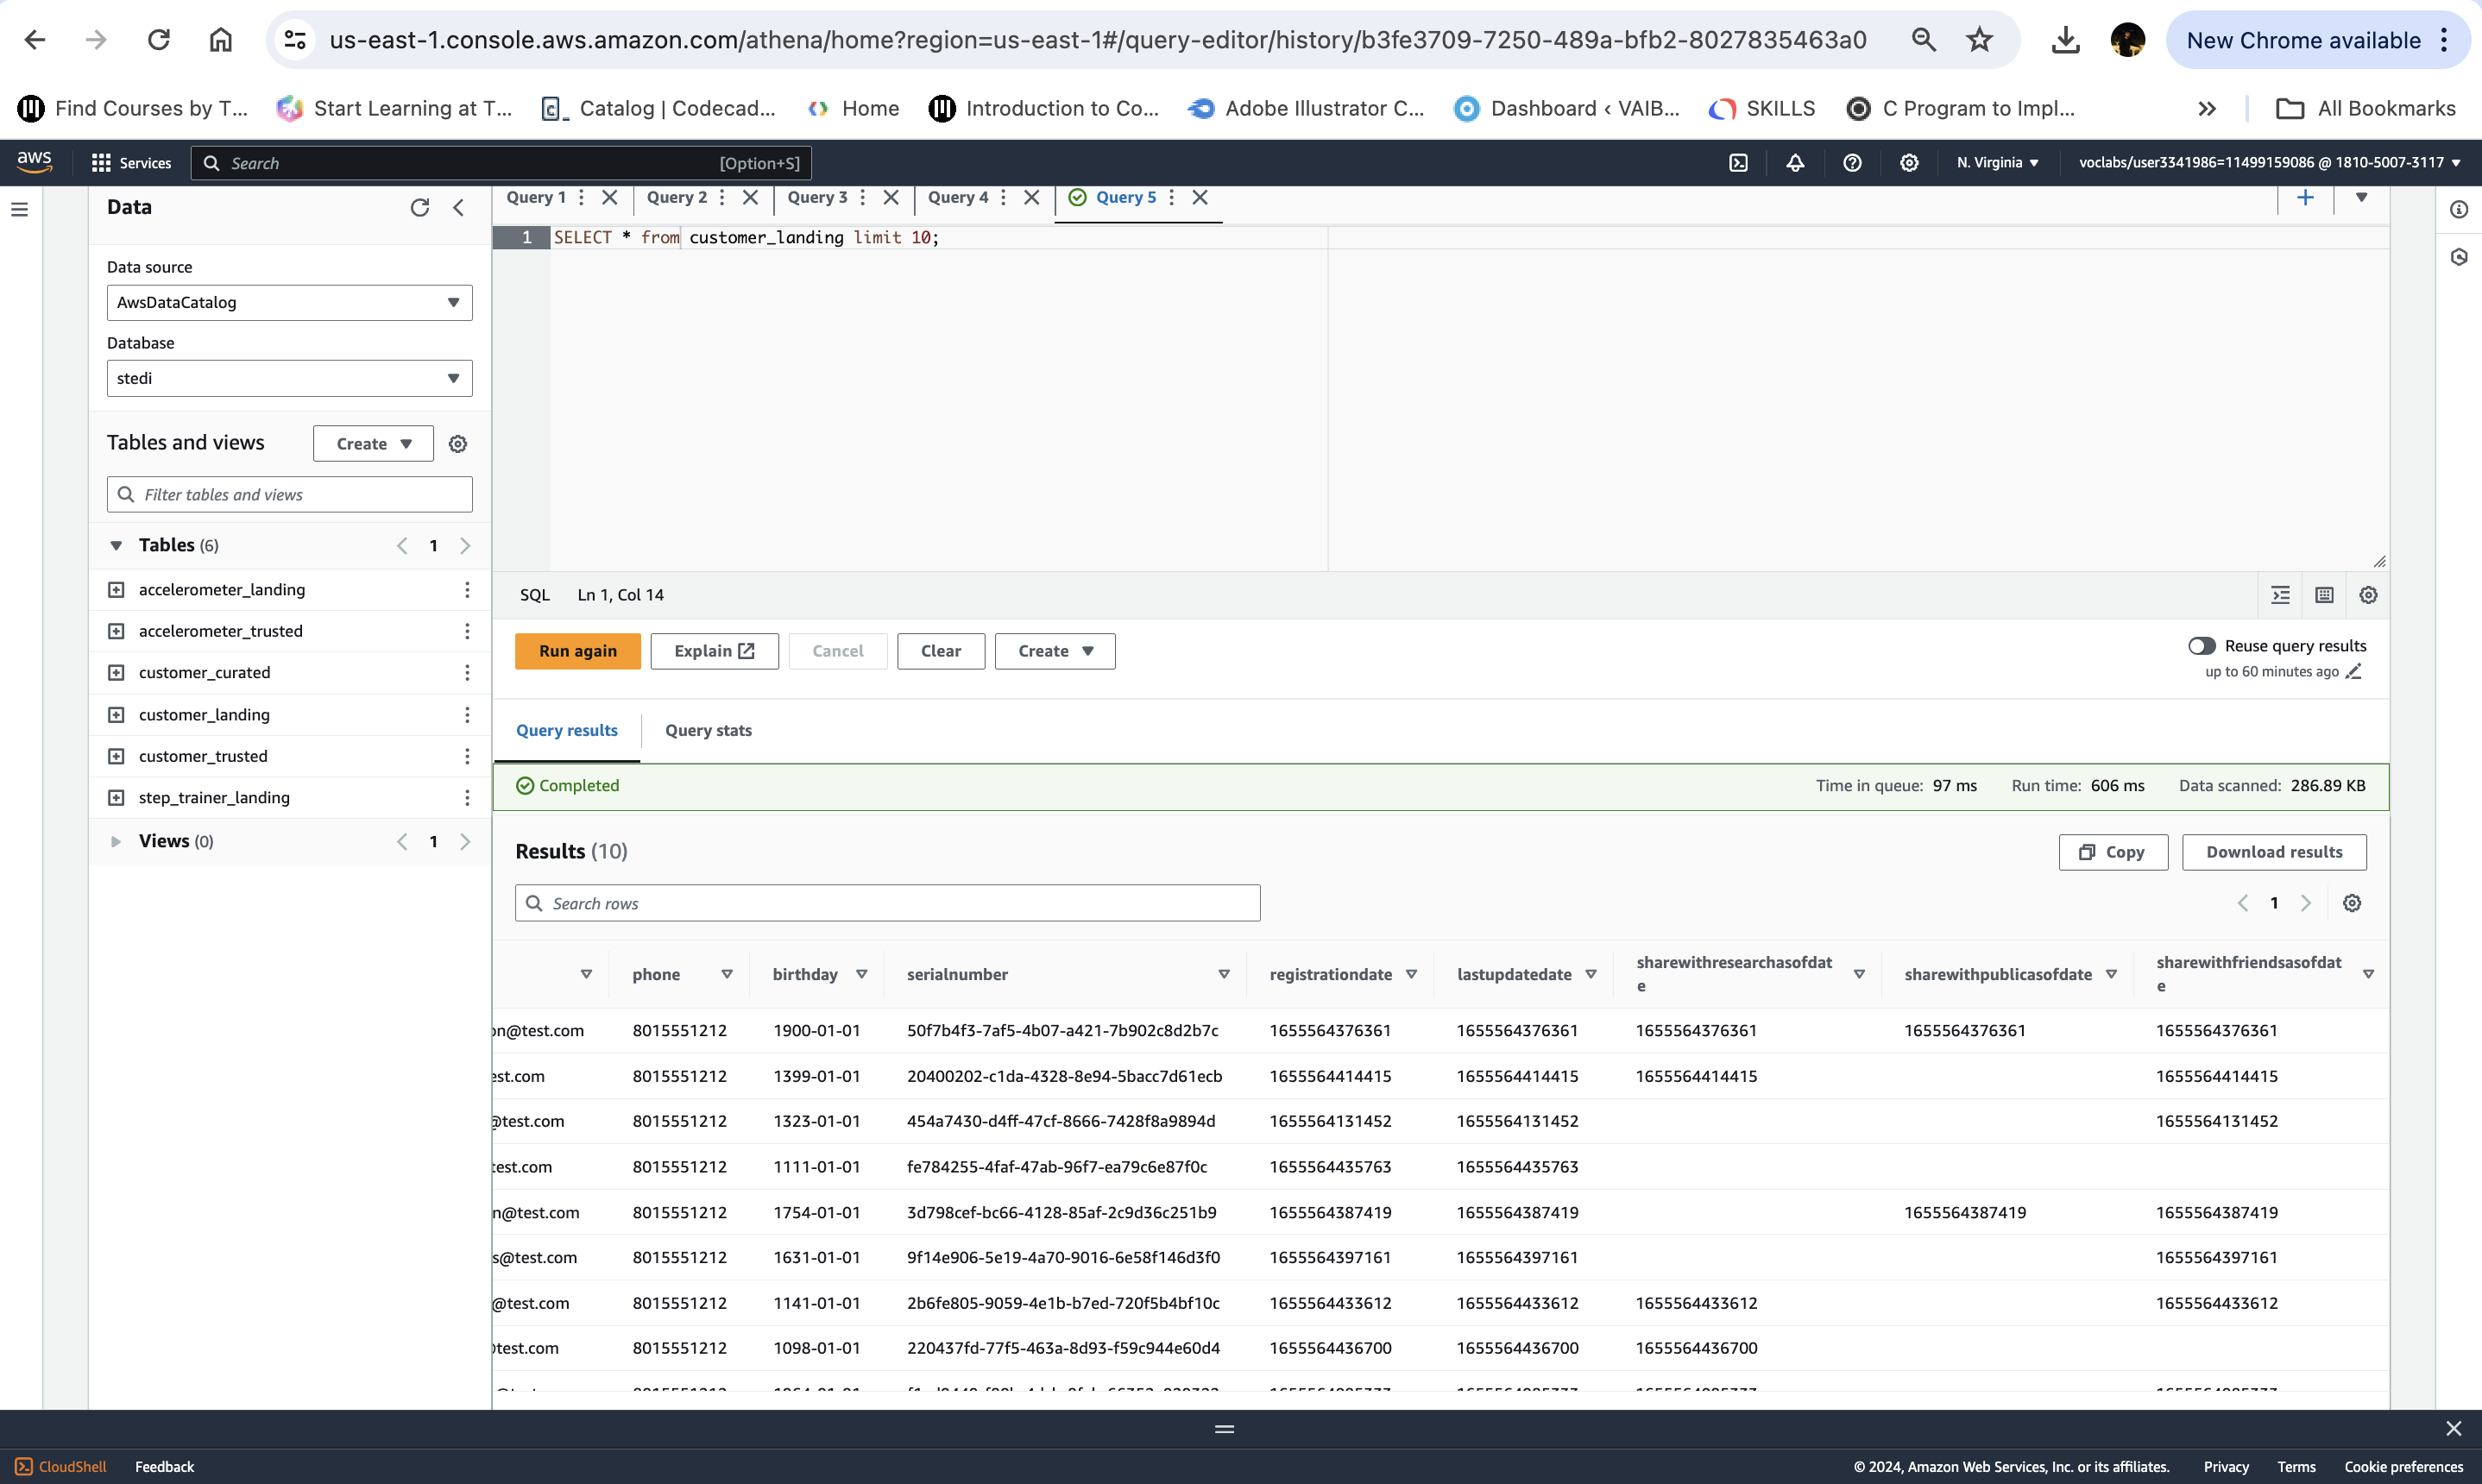 us-east-1.console.aws.amazon.com/athena/home?region=us-east-1#/query-editor/history/b3fe3709-7250-489a-bfb2-8027835463a0
New Chrome available
Find Courses by T...
Start Learning at T...
Catalog | Codecad...
Home
Introduction to Co...
Adobe Illustrator C...
Dashboard ‹ VAIB...
SKILLS
C Program to Impl...
All Bookmarks
aws
Services
Search
[Option+S]
N. Virginia
voclabs/user3341986=11499159086 @ 1810-5007-3117
Data
Data source
AwsDataCatalog
Database
stedi
Tables and views
Create
Filter tables and views
Tables (6)
1
accelerometer_landing
accelerometer_trusted
customer_curated
customer_landing
customer_trusted
step_trainer_landing
Views (0)
1
Query 1
Query 2
Query 3
Query 4
Query 5
1 SELECT * from customer_landing limit 10;
SQL Ln 1, Col 14
Run again
Explain
Cancel
Clear
Create
Reuse query results
up to 60 minutes ago
Query results
Query stats
Completed
Time in queue: 97 ms Run time: 606 ms Data scanned: 286.89 KB
Results (10)
Copy
Download results
Search rows
1
phone birthday serialnumber registrationdate lastupdatedate sharewithresearchasofdate sharewithpublicasofdate sharewithfriendsasofdate
on@test.com 8015551212 1900-01-01 50f7b4f3-7af5-4b07-a421-7b902c8d2b7c 1655564376361 1655564376361 1655564376361 1655564376361 1655564376361
est.com 8015551212 1399-01-01 20400202-c1da-4328-8e94-5bacc7d61ecb 1655564414415 1655564414415 1655564414415 1655564414415
@test.com 8015551212 1323-01-01 454a7430-d4ff-47cf-8666-7428f8a9894d 1655564131452 1655564131452 1655564131452
test.com 8015551212 1111-01-01 fe784255-4faf-47ab-96f7-ea79c6e87f0c 1655564435763 1655564435763
n@test.com 8015551212 1754-01-01 3d798cef-bc66-4128-85af-2c9d36c251b9 1655564387419 1655564387419 1655564387419 1655564387419
s@test.com 8015551212 1631-01-01 9f14e906-5e19-4a70-9016-6e58f146d3f0 1655564397161 1655564397161 1655564397161
@test.com 8015551212 1141-01-01 2b6fe805-9059-4e1b-b7ed-720f5b4bf10c 1655564433612 1655564433612 1655564433612 1655564433612
@test.com 8015551212 1098-01-01 220437fd-77f5-463a-8d93-f59c944e60d4 1655564436700 1655564436700 1655564436700
CloudShell
Feedback
© 2024, Amazon Web Services, Inc. or its affiliates.
Privacy
Terms
Cookie preferences